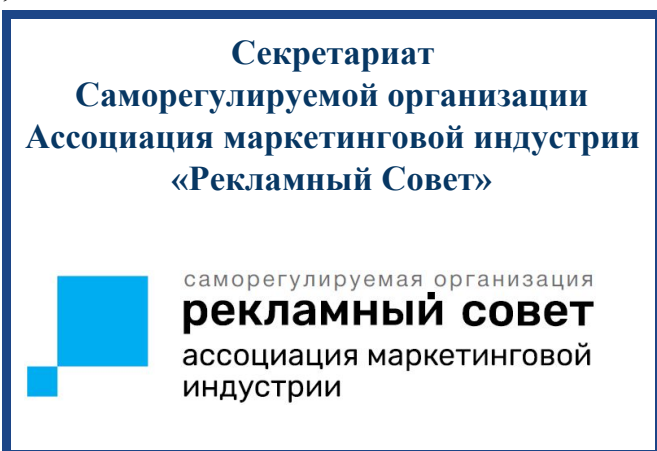 Секретариат
Саморегулируемой организации
Ассоциация маркетинговой индустрии
«Рекламный Совет»
саморегулируемая организация
рекламный совет
ассоциация маркетинговой
индустрии